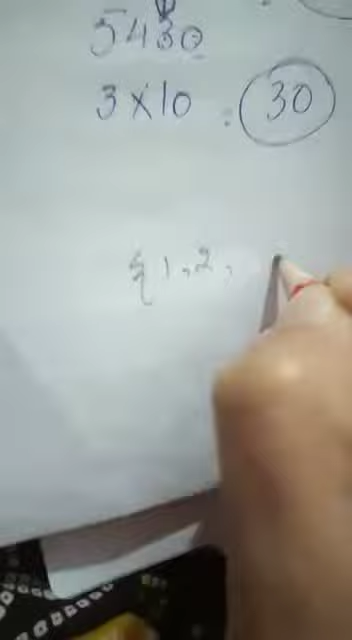 5430
3 x 10 = 30
{ 1, 2,